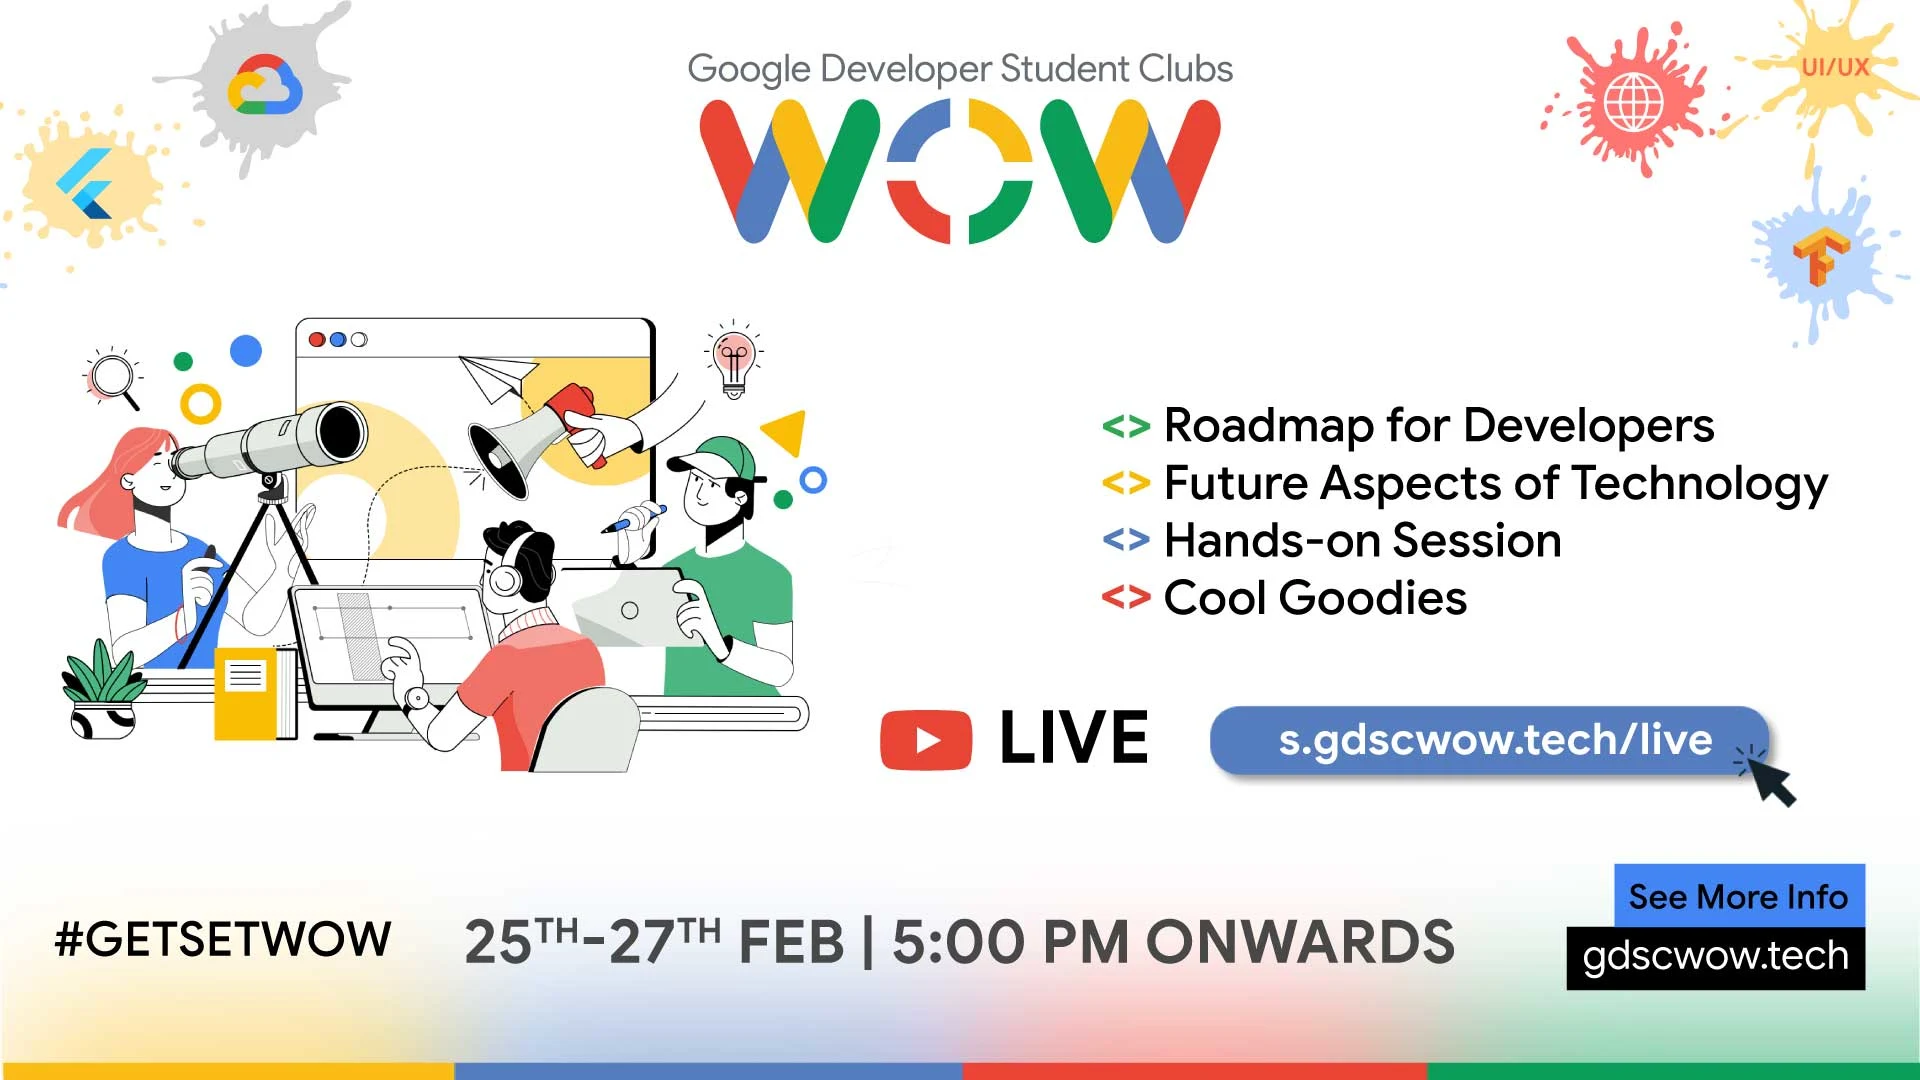 Google Developer Student Clubs
WOW
UI/UX
<> Roadmap for Developers
<> Future Aspects of Technology
<> Hands-on Session
<> Cool Goodies
LIVE
s.gdscwow.tech/live
#GETSETWOW
25TH-27TH FEB | 5:00 PM ONWARDS
See More Info
gdscwow.tech